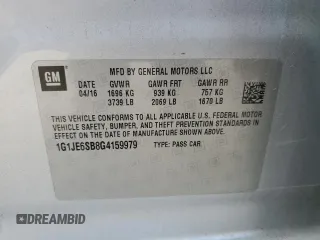 GM
MFD BY GENERAL MOTORS LLC
GVWR GAWR FRT GAWR RR
04/16 1696 KG 939 KG 757 KG
3739 LB 2069 LB 1670 LB
THIS VEHICLE CONFORMS TO ALL APPLICABLE U.S. FEDERAL MOTOR
VEHICLE SAFETY, BUMPER, AND THEFT PREVENTION STANDARDS IN
EFFECT ON THE DATE OF MANUFACTURE SHOWN ABOVE.
1G1JE6SB8G4159979 TYPE: PASS CAR
@DREAMBID
DREAMBID